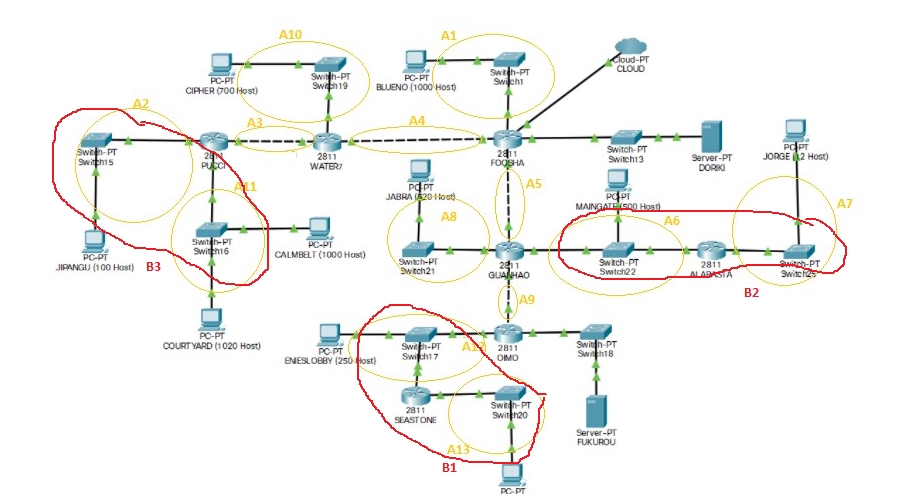 A10
A1
PC-PT
CIPHER (700 Host)
Switch-PT
Switch19
PC-PT
BLUENO (1000 Host)
Switch-PT
Switch1
Cloud-PT
CLOUD
A2
Switch-PT
Switch15
2811
PUCCI
A3
2811
WATER7
A4
2811
FOOSHA
Switch-PT
Switch13
Server-PT
DORIKI
PC-PT
JORGE (12 Host)
A11
PC-PT
JABRA (520 Host)
A5
PC-PT
MAINGATE (500 Host)
A7
A8
A6
PC-PT
JIPANGU (100 Host)
B3
Switch-PT
Switch16
PC-PT
CALMBELT (1000 Host)
Switch-PT
Switch21
2811
GUANHAO
Switch-PT
Switch22
2811
ALABASTA
Switch-PT
B2
A9
PC-PT
COURTYARD (1020 Host)
PC-PT
ENIESLOBBY (250 Host)
Switch-PT
Switch17
2811
OIMO
Switch-PT
Switch18
2811
SEASTONE
Switch-PT
Switch20
Server-PT
FUKUROU
A13
B1
PC-PT